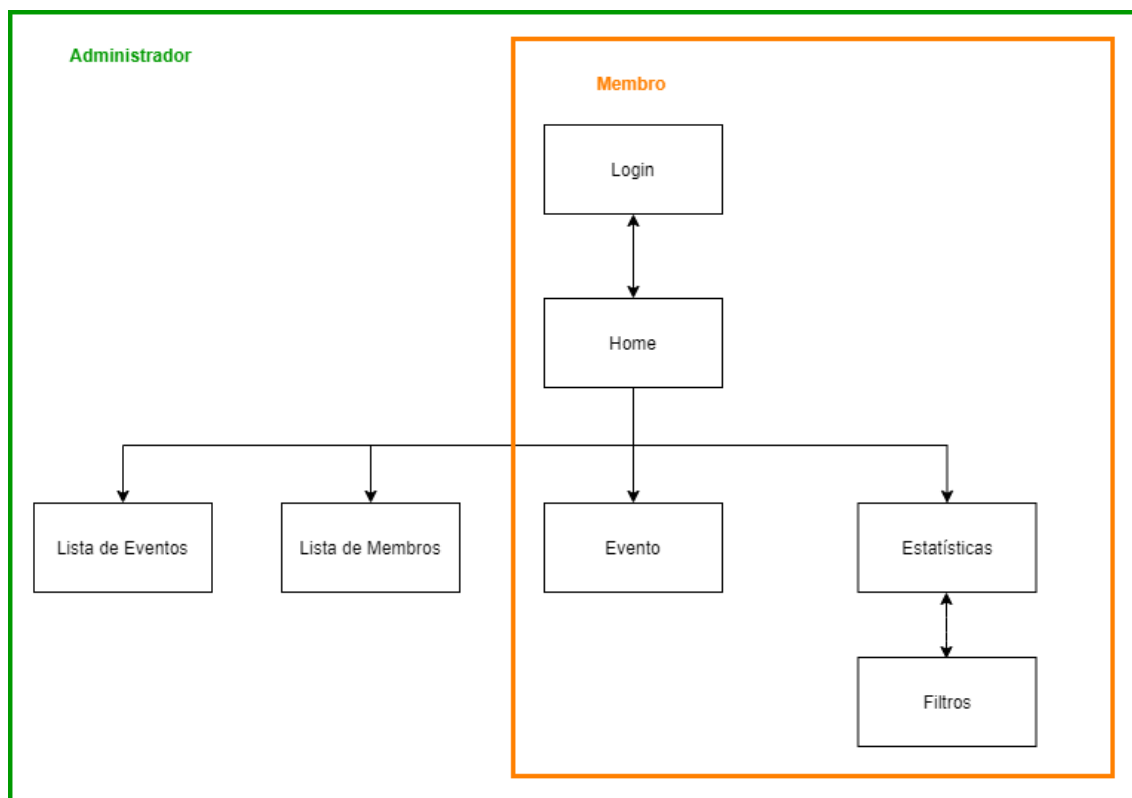 Administrador
Membro
Login
Home
Lista de Eventos
Lista de Membros
Evento
Estatísticas
Filtros